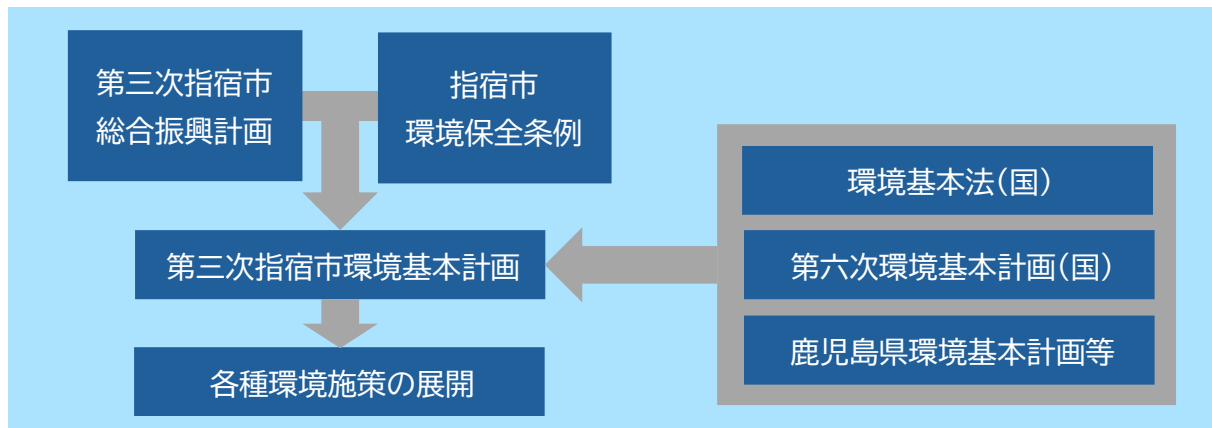 第三次指宿市
総合振興計画
指宿市
環境保全条例
環境基本法(国)
第三次指宿市環境基本計画
第六次環境基本計画(国)
鹿児島県環境基本計画等
各種環境施策の展開